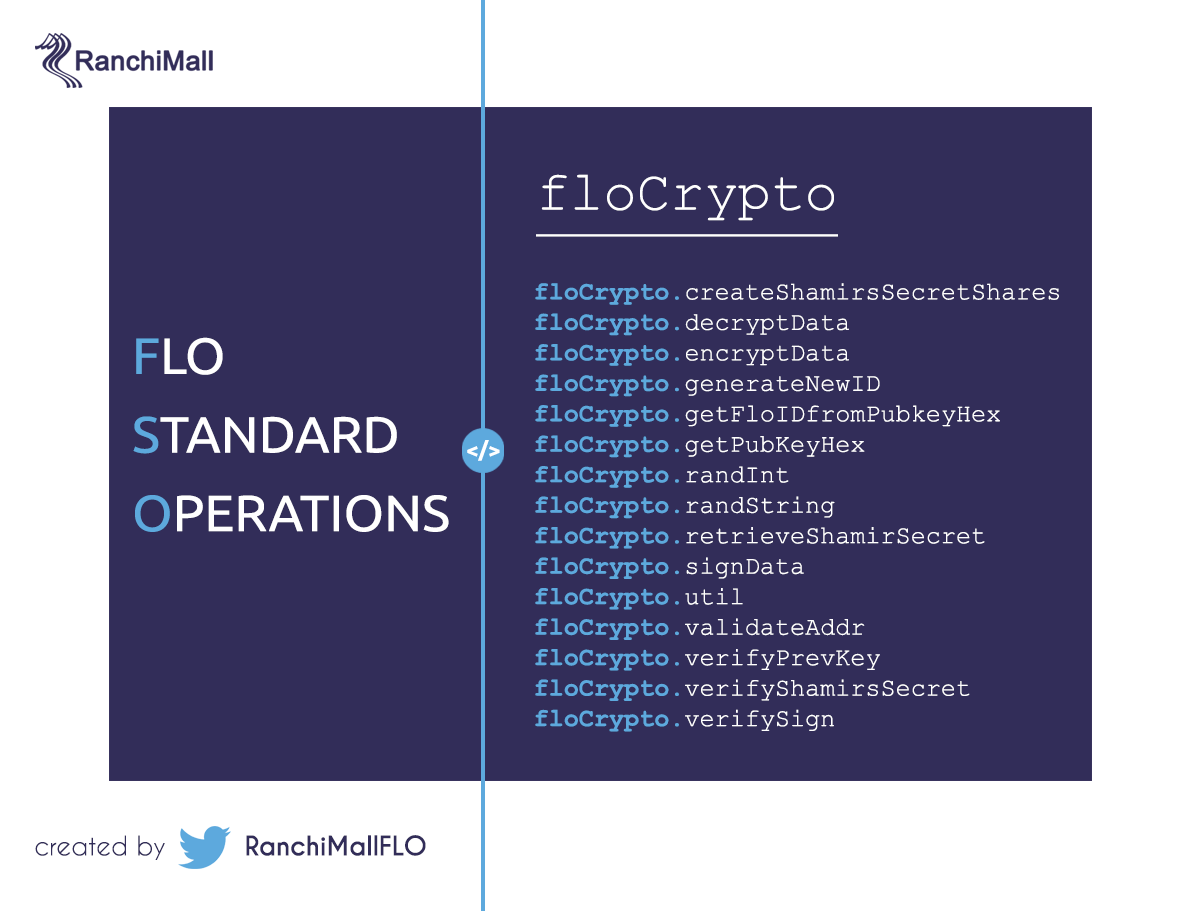 RanchiMall
FLO
STANDARD
OPERATIONS
</>
floCrypto
floCrypto.createShamirsSecretShares
floCrypto.decryptData
floCrypto.encryptData
floCrypto.generateNewID
floCrypto.getFloIDfromPubkeyHex
floCrypto.getPubKeyHex
floCrypto.randInt
floCrypto.randString
floCrypto.retrieveShamirSecret
floCrypto.signData
floCrypto.util
floCrypto.validateAddr
floCrypto.verifyPrevKey
floCrypto.verifyShamirsSecret
floCrypto.verifySign
created by RanchiMallFLO